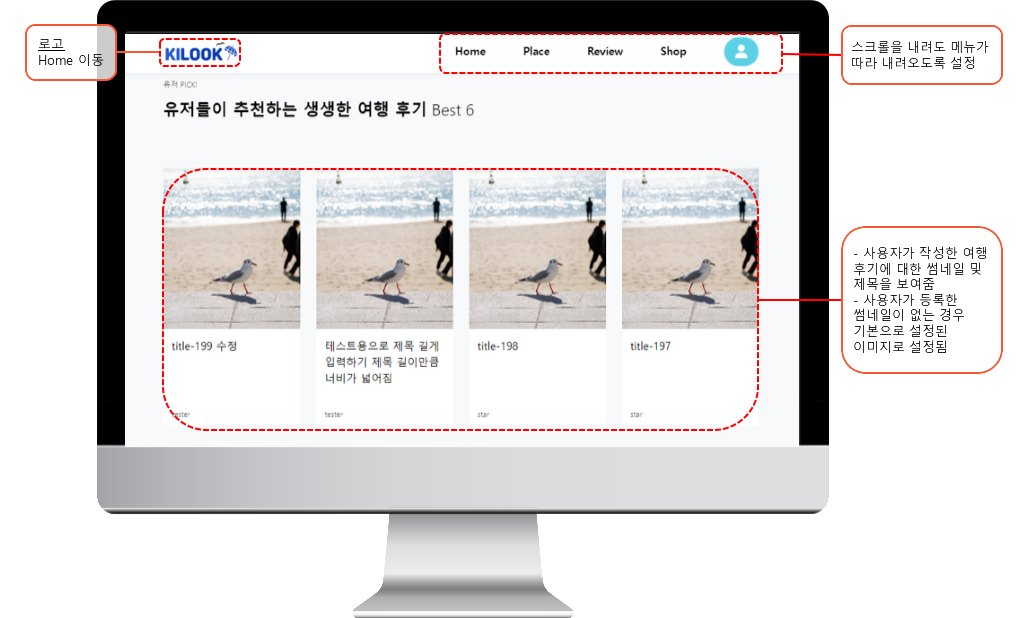 로고
Home 이동
KILOOK
Home
Place
Review
Shop
스크롤을 내려도 메뉴가
따라 내려오도록 설정
유저 PICK!
유저들이 추천하는 생생한 여행 후기 Best 6
title-199 수정
tester
테스트용으로 제목 길게
입력하기 제목 길이만큼
너비가 넓어짐
tester
title-198
star
title-197
star
- 사용자가 작성한 여행
후기에 대한 썸네일 및
제목을 보여줌
- 사용자가 등록한
썸네일이 없는 경우
기본으로 설정된
이미지로 설정됨